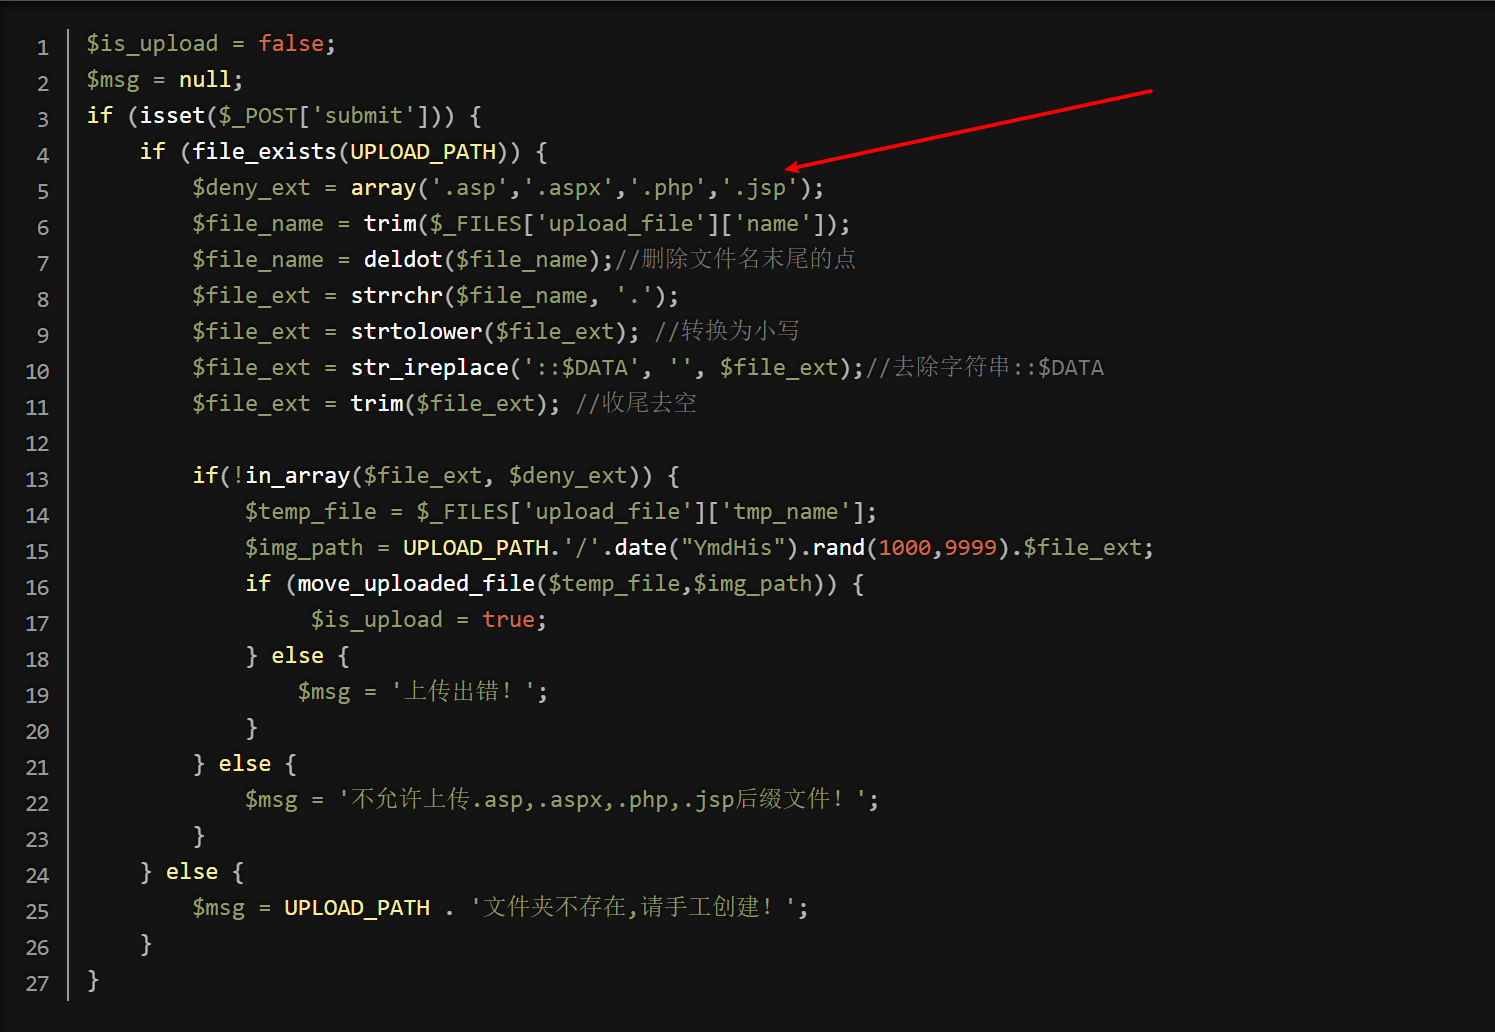 1 $is_upload = false;
2 $msg = null;
3 if (isset($_POST['submit'])) {
4     if (file_exists(UPLOAD_PATH)) {
5         $deny_ext = array('.asp','.aspx','.php','.jsp');
6         $file_name = trim($_FILES['upload_file']['name']);
7         $file_name = deldot($file_name);//删除文件名末尾的点
8         $file_ext = strrchr($file_name, '.');
9         $file_ext = strtolower($file_ext); //转换为小写
10         $file_ext = str_ireplace('::$DATA', '', $file_ext);//去除字符串::$DATA
11         $file_ext = trim($file_ext); //收尾去空
12
13         if(!in_array($file_ext, $deny_ext)) {
14             $temp_file = $_FILES['upload_file']['tmp_name'];
15             $img_path = UPLOAD_PATH.'/'.date("YmdHis").rand(1000,9999).$file_ext;
16             if (move_uploaded_file($temp_file,$img_path)) {
17                  $is_upload = true;
18             } else {
19                 $msg = '上传出错！';
20             }
21         } else {
22             $msg = '不允许上传.asp,.aspx,.php,.jsp后缀文件！';
23         }
24     } else {
25         $msg = UPLOAD_PATH . '文件夹不存在,请手工创建！';
26     }
27 }